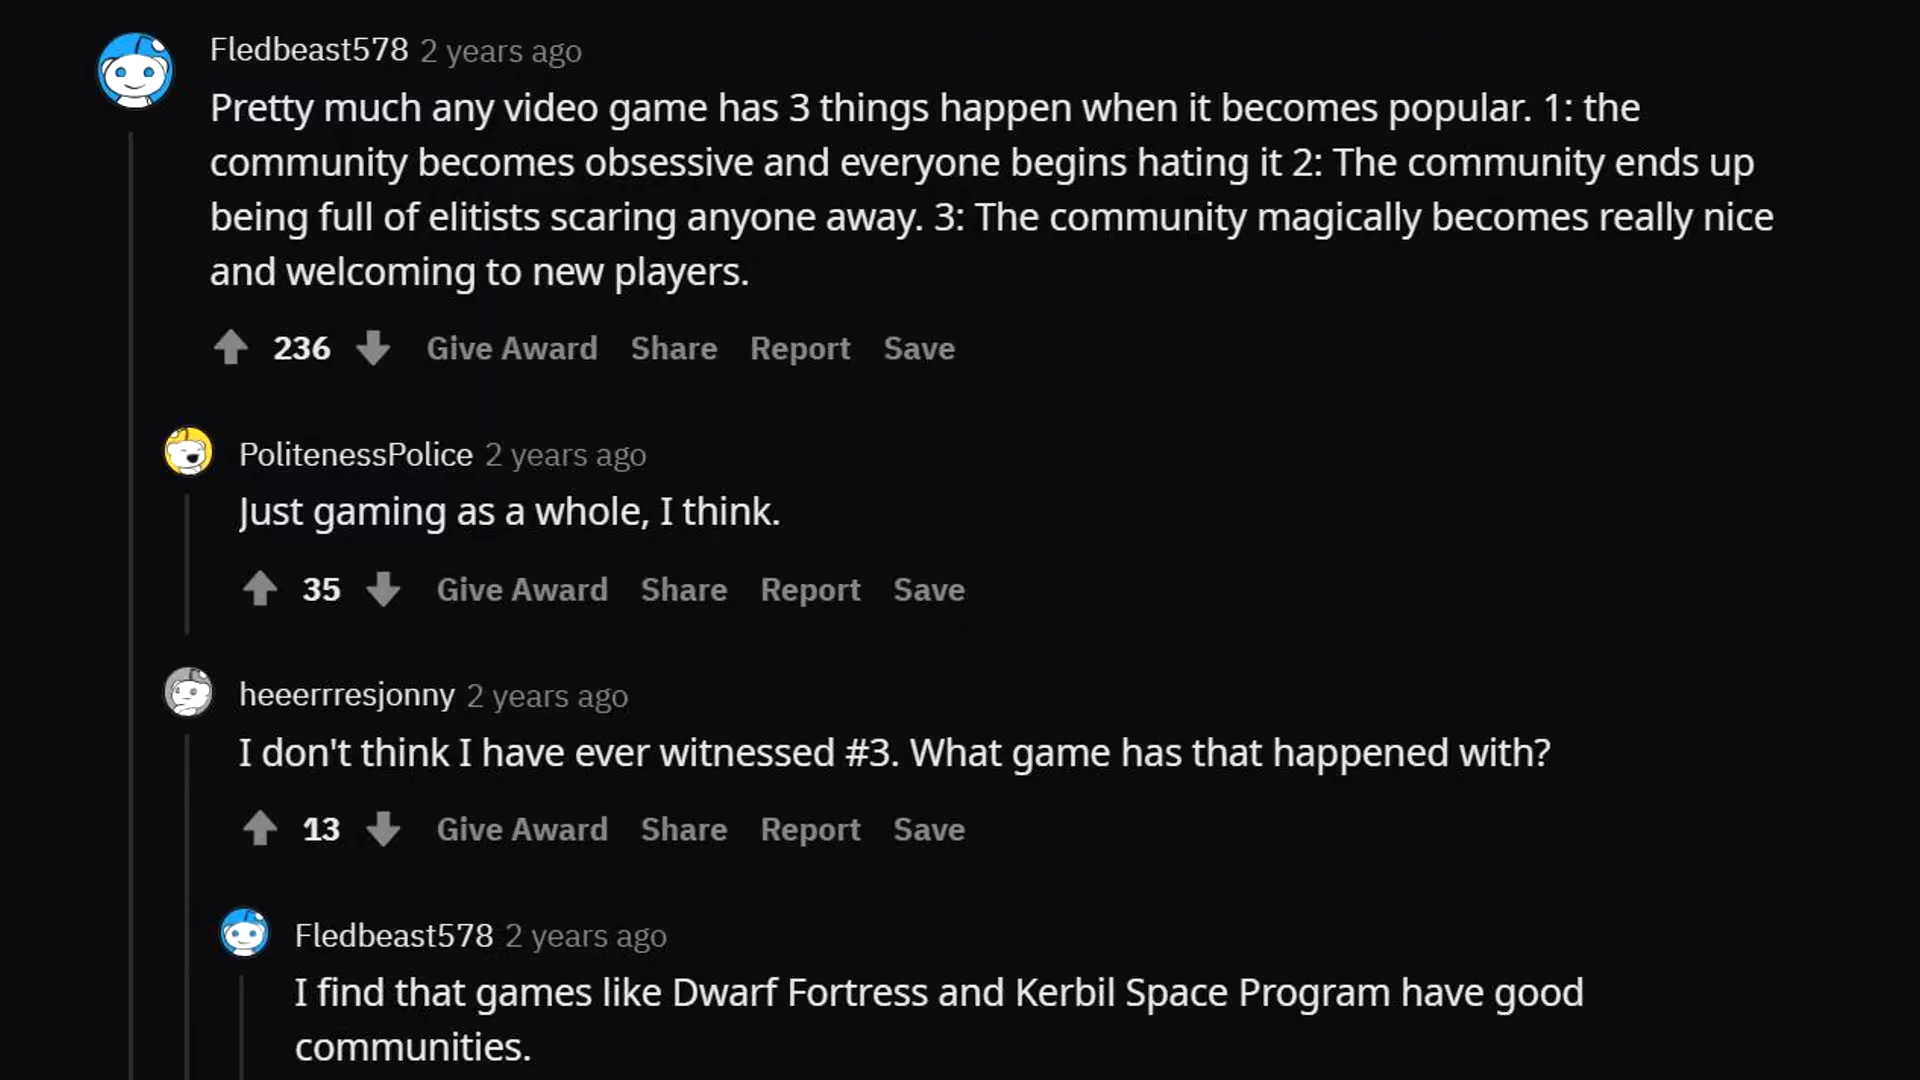 Fledbeast578 2 years ago
Pretty much any video game has 3 things happen when it becomes popular. 1: the
community becomes obsessive and everyone begins hating it 2: The community ends up
being full of elitists scaring anyone away. 3: The community magically becomes really nice
and welcoming to new players.
236 Give Award Share Report Save
PolitenessPolice 2 years ago
Just gaming as a whole, I think.
35 Give Award Share Report Save
heeerrresjonny 2 years ago
I don't think I have ever witnessed #3. What game has that happened with?
13 Give Award Share Report Save
Fledbeast578 2 years ago
I find that games like Dwarf Fortress and Kerbil Space Program have good
communities.